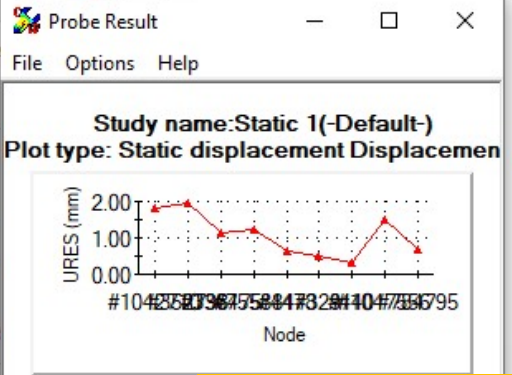 Probe Result
File Options Help
Study name:Static 1(-Default-)
Plot type: Static displacement Displacemen
URES (mm)
2.00
1.00
0.00
Node